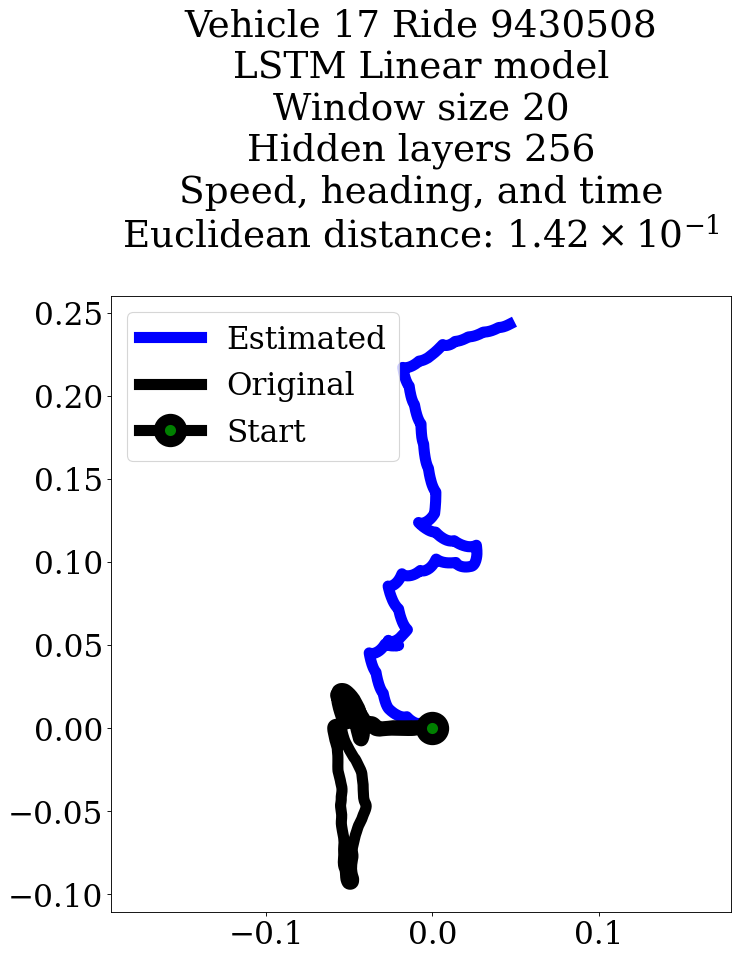 Vehicle 17 Ride 9430508
LSTM Linear model
Window size 20
Hidden layers 256
Speed, heading, and time
Euclidean distance: 1.42 × 10⁻¹
Estimated
Original
Start
0.25
0.20
0.15
0.10
0.05
0.00
−0.05
−0.10
−0.1 0.0 0.1